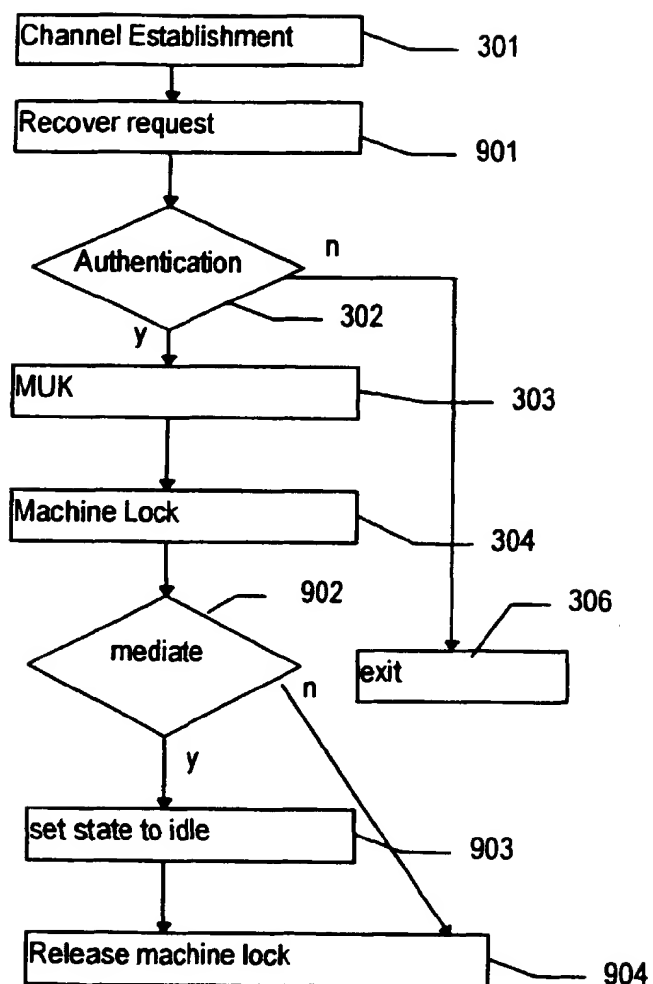 Channel Establishment
301
Recover request
901
Authentication
n
302
y
MUK
303
Machine Lock
304
902
306
mediate
exit
n
y
set state to idle
903
Release machine lock
904